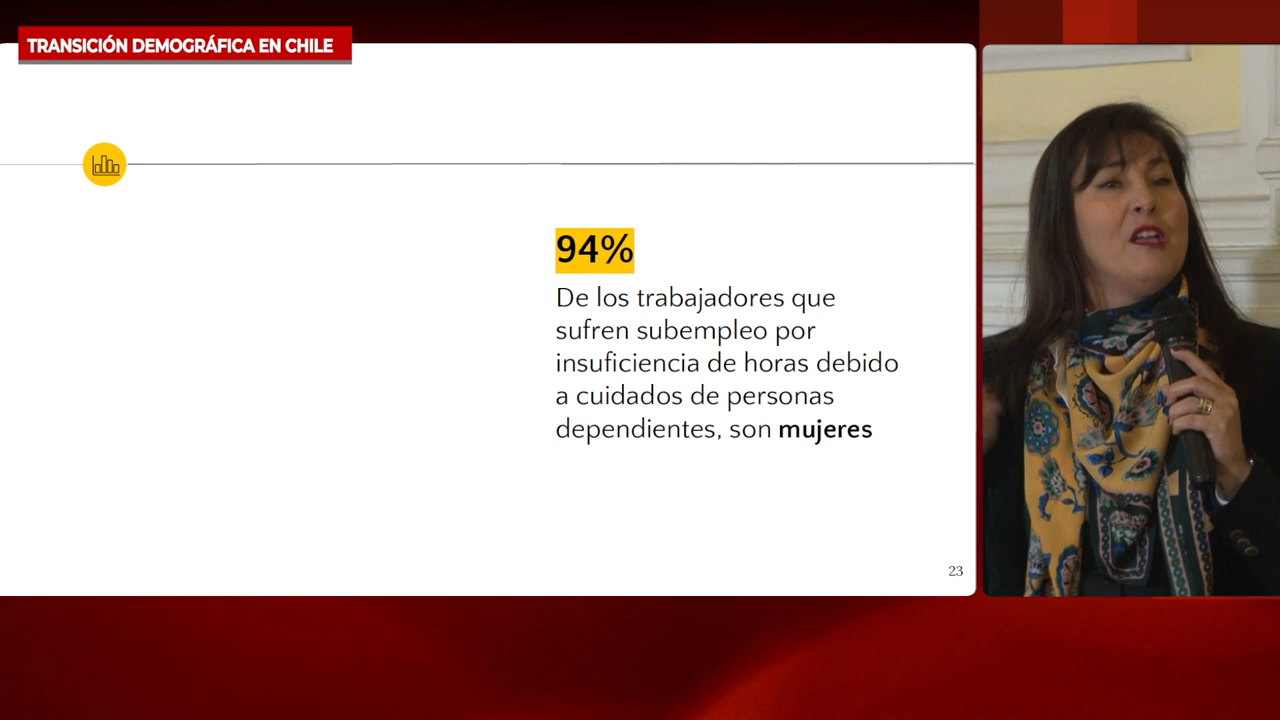 TRANSICIÓN DEMOGRÁFICA EN CHILE
94%
De los trabajadores que
sufren subempleo por
insuficiencia de horas debido
a cuidados de personas
dependientes, son mujeres
23